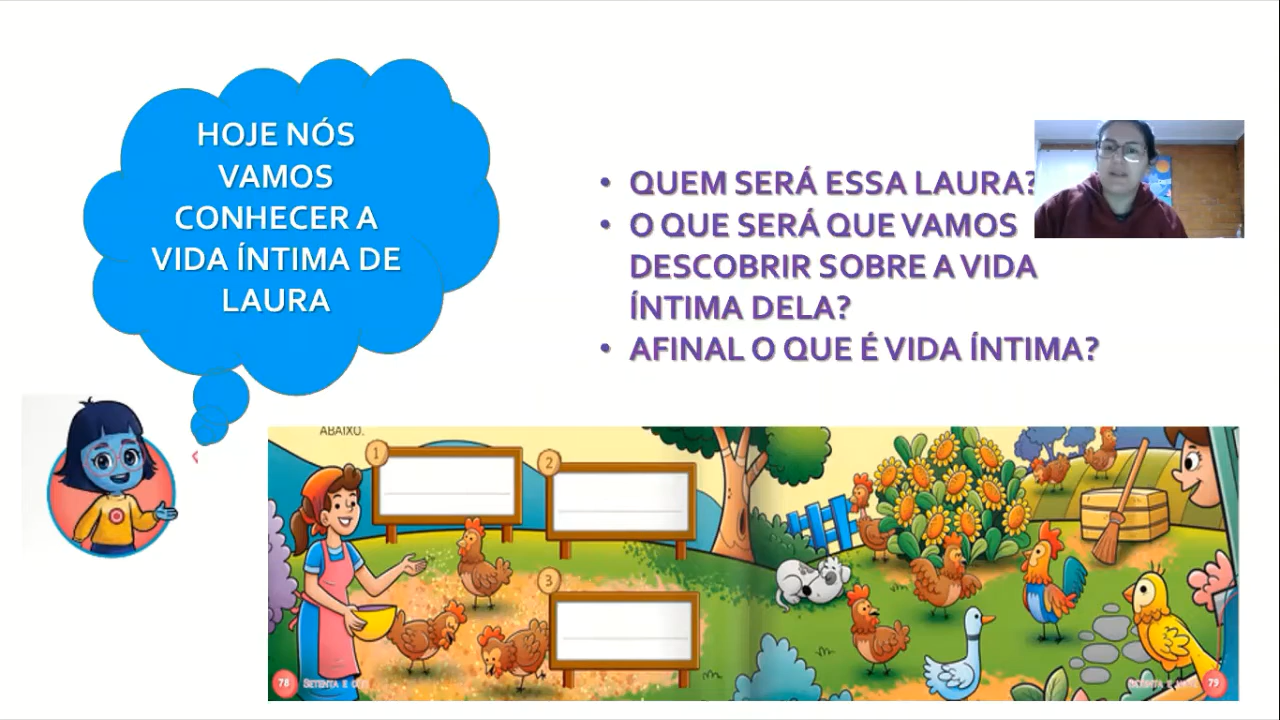 HOJE NÓS
VAMOS
CONHECER A
VIDA ÍNTIMA DE
LAURA
• QUEM SERÁ ESSA LAURA?
• O QUE SERÁ QUE VAMOS
DESCOBRIR SOBRE A VIDA
ÍNTIMA DELA?
• AFINAL O QUE É VIDA ÍNTIMA?
ABAIXO.
1
2
3
78 SETENTA E
79